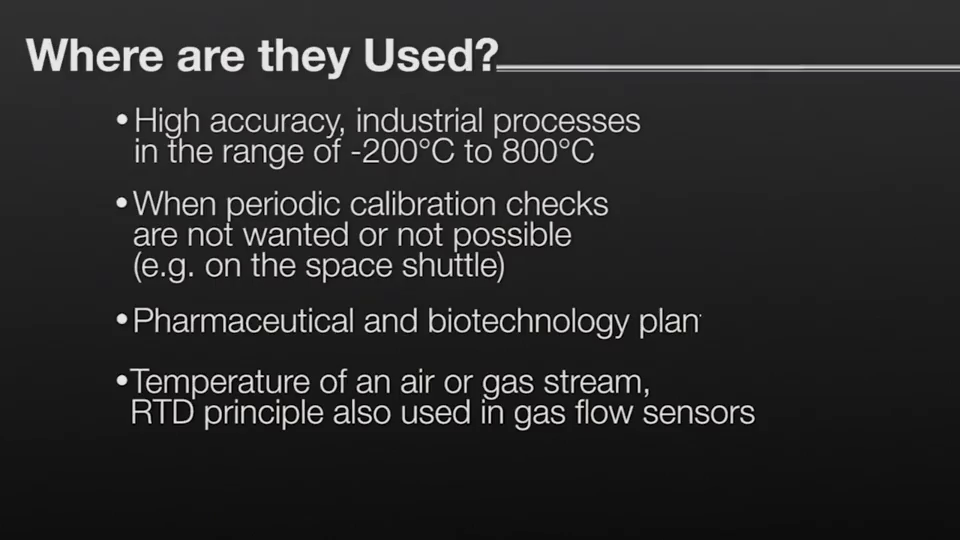 Where are they Used?
• High accuracy, industrial processes
in the range of -200°C to 800°C
• When periodic calibration checks
are not wanted or not possible
(e.g. on the space shuttle)
• Pharmaceutical and biotechnology plan
• Temperature of an air or gas stream,
RTD principle also used in gas flow sensors